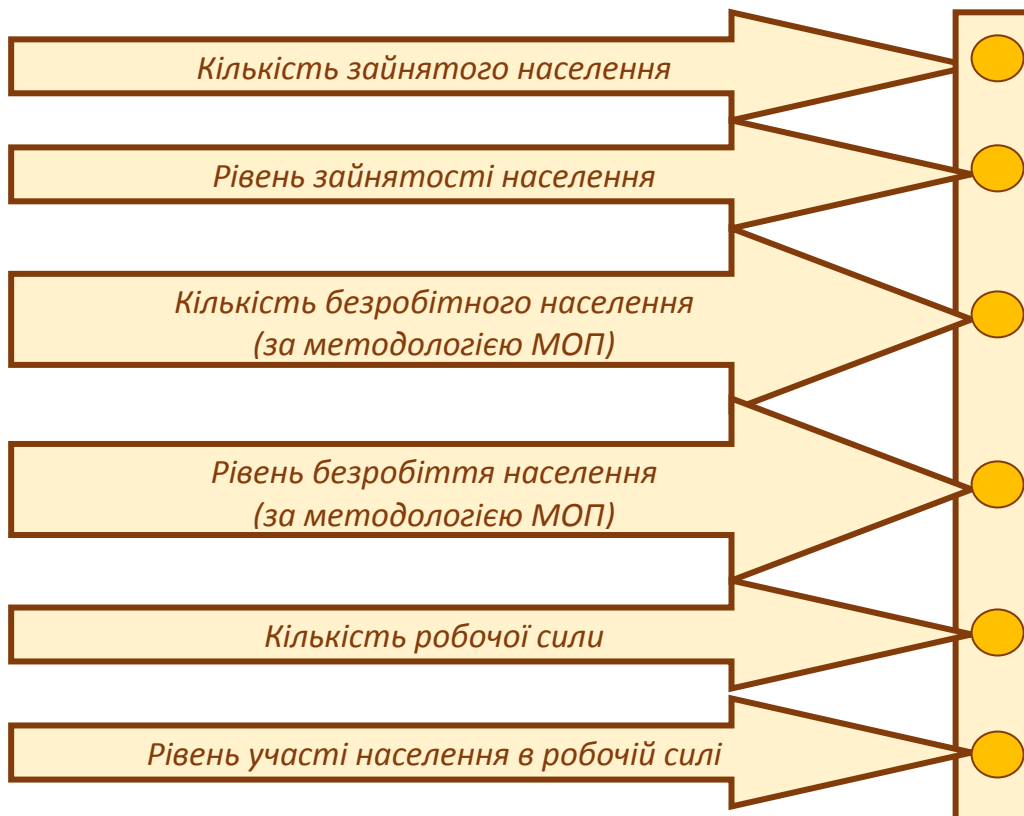 Кількість зайнятого населення
Рівень зайнятості населення
Кількість безробітного населення
(за методологією МОП)
Рівень безробіття населення
(за методологією МОП)
Кількість робочої сили
Рівень участі населення в робочій силі